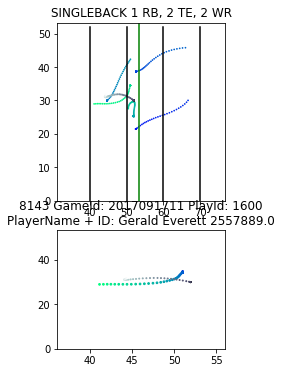 SINGLEBACK 1 RB, 2 TE, 2 WR
50
40
30
20
10
0
40 50 60 70
8143 GameId: 2017091711 PlayId: 1600
PlayerName + ID: Gerald Everett 2557889.0
40
20
0
40 45 50 55